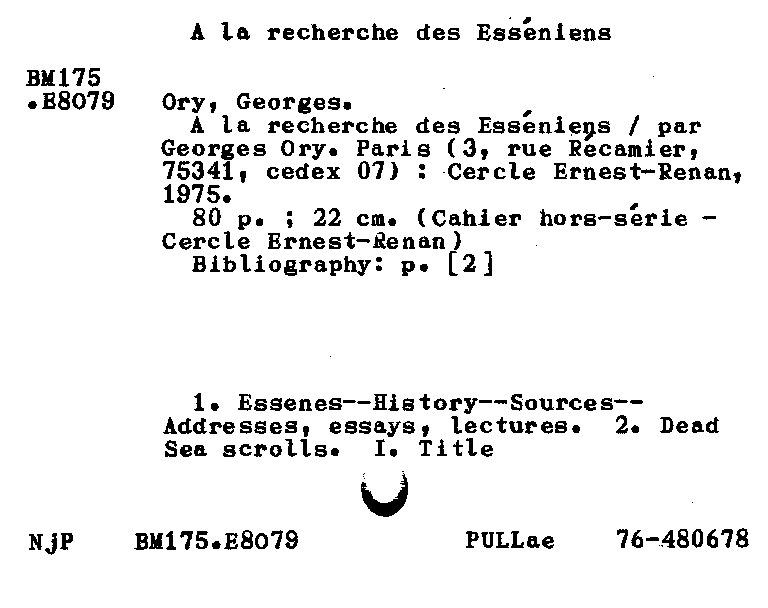 A la recherche des Esséniens
BM175
.E8079 Ory, Georges.
A la recherche des Esséniens / par
Georges Ory. Paris (3, rue Récamier,
75341, cedex 07) : Cercle Ernest-Renan,
1975.
80 p. ; 22 cm. (Cahier hors-série -
Cercle Ernest-Renan)
Bibliography: p. [2]
1. Essenes--History--Sources--
Addresses, essays, lectures. 2. Dead
Sea scrolls. I. Title
NjP BM175.E8079 PULLae 76-480678